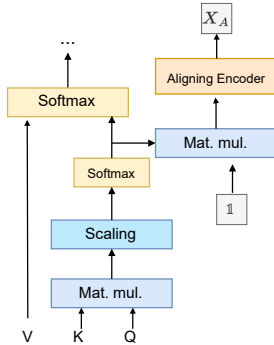 X_A
...
Aligning Encoder
Softmax
Mat. mul.
Softmax
𝟙
Scaling
Mat. mul.
V K Q